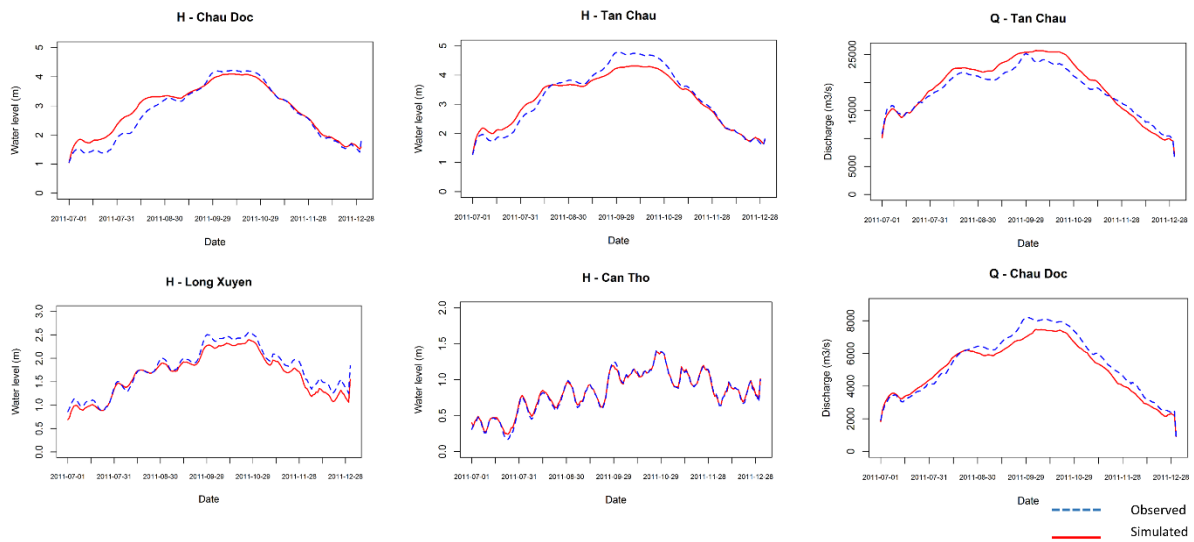 H - Chau Doc
Water level (m)
0 1 2 3 4 5
2011-07-01 2011-07-31 2011-08-30 2011-09-29 2011-10-29 2011-11-28 2011-12-28
Date
H - Tan Chau
Water level (m)
0 1 2 3 4 5
2011-07-01 2011-07-31 2011-08-30 2011-09-29 2011-10-29 2011-11-28 2011-12-28
Date
Q - Tan Chau
Discharge (m3/s)
0 5000 15000 25000
2011-07-01 2011-07-31 2011-08-30 2011-09-29 2011-10-29 2011-11-28 2011-12-28
Date
H - Long Xuyen
Water level (m)
0.0 0.5 1.0 1.5 2.0 2.5 3.0
2011-07-01 2011-07-31 2011-08-30 2011-09-29 2011-10-29 2011-11-28 2011-12-28
Date
H - Can Tho
Water level (m)
0.0 0.5 1.0 1.5 2.0
2011-07-01 2011-07-31 2011-08-30 2011-09-29 2011-10-29 2011-11-28 2011-12-28
Date
Q - Chau Doc
Discharge (m3/s)
0 2000 4000 6000 8000
2011-07-01 2011-07-31 2011-08-30 2011-09-29 2011-10-29 2011-11-28 2011-12-28
Date
Observed
Simulated